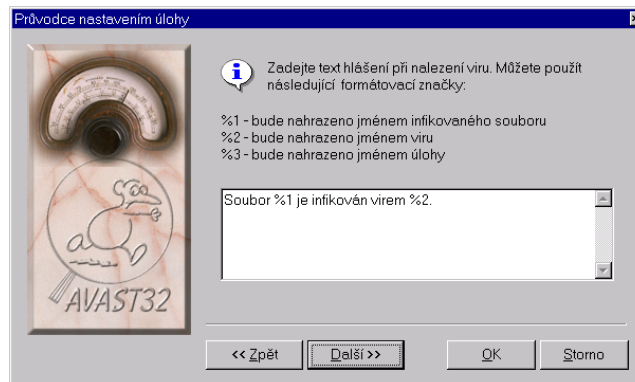 Průvodce nastavením úlohy
Zadejte text hlášení při nalezení viru. Můžete použít
následující formátovací značky:
%1 - bude nahrazeno jménem infikovaného souboru
%2 - bude nahrazeno jménem viru
%3 - bude nahrazeno jménem úlohy
Soubor %1 je infikován virem %2.
AVAST32
<< Zpět
Další >>
OK
Storno